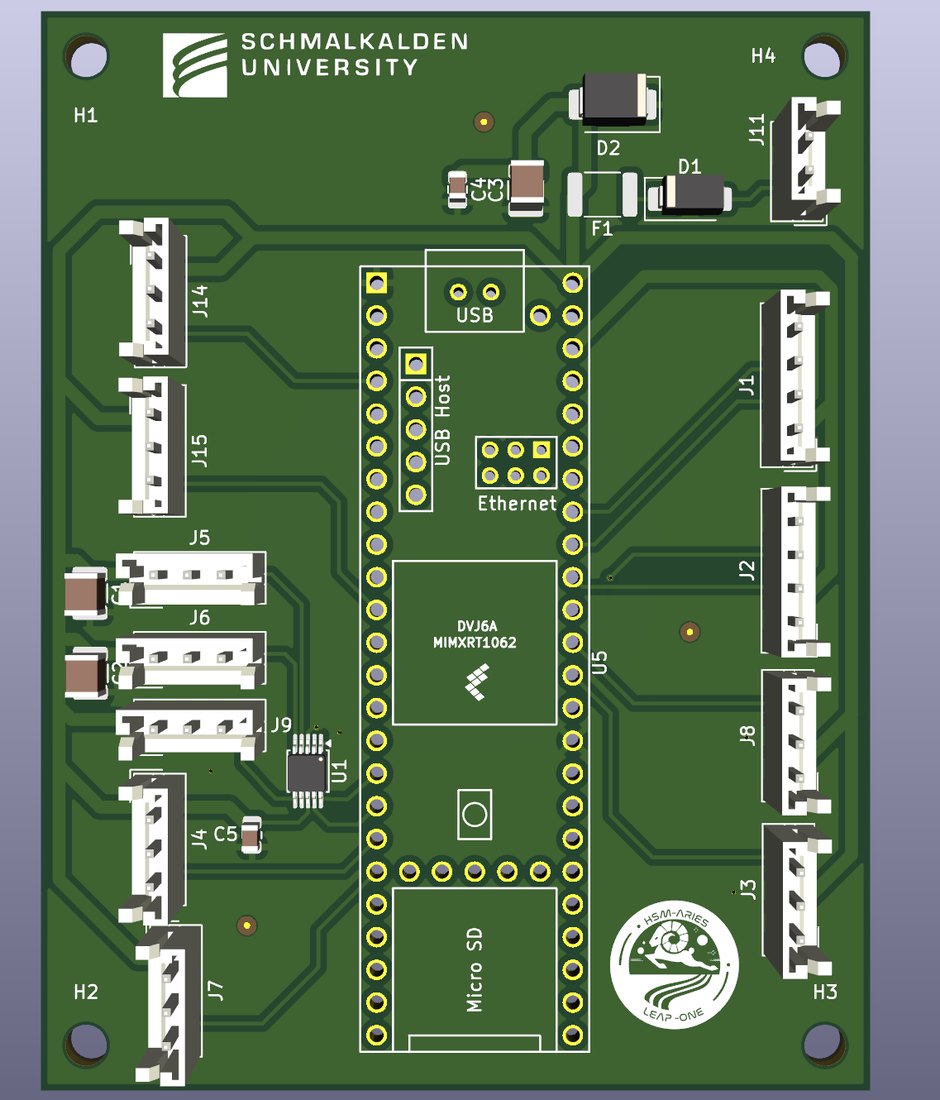 SCHMALKALDEN
UNIVERSITY
H1
H4
J11
D2
D1
C4
C3
F1
J14
USB
J1
USB Host
J15
Ethernet
J5
J2
C1
J6
DVJ6A
MIMXRT1062
U5
C2
J9
J8
U1
C5
J4
J3
HSM-ARIES
Micro SD
J7
H2
H3
LEAP-ONE